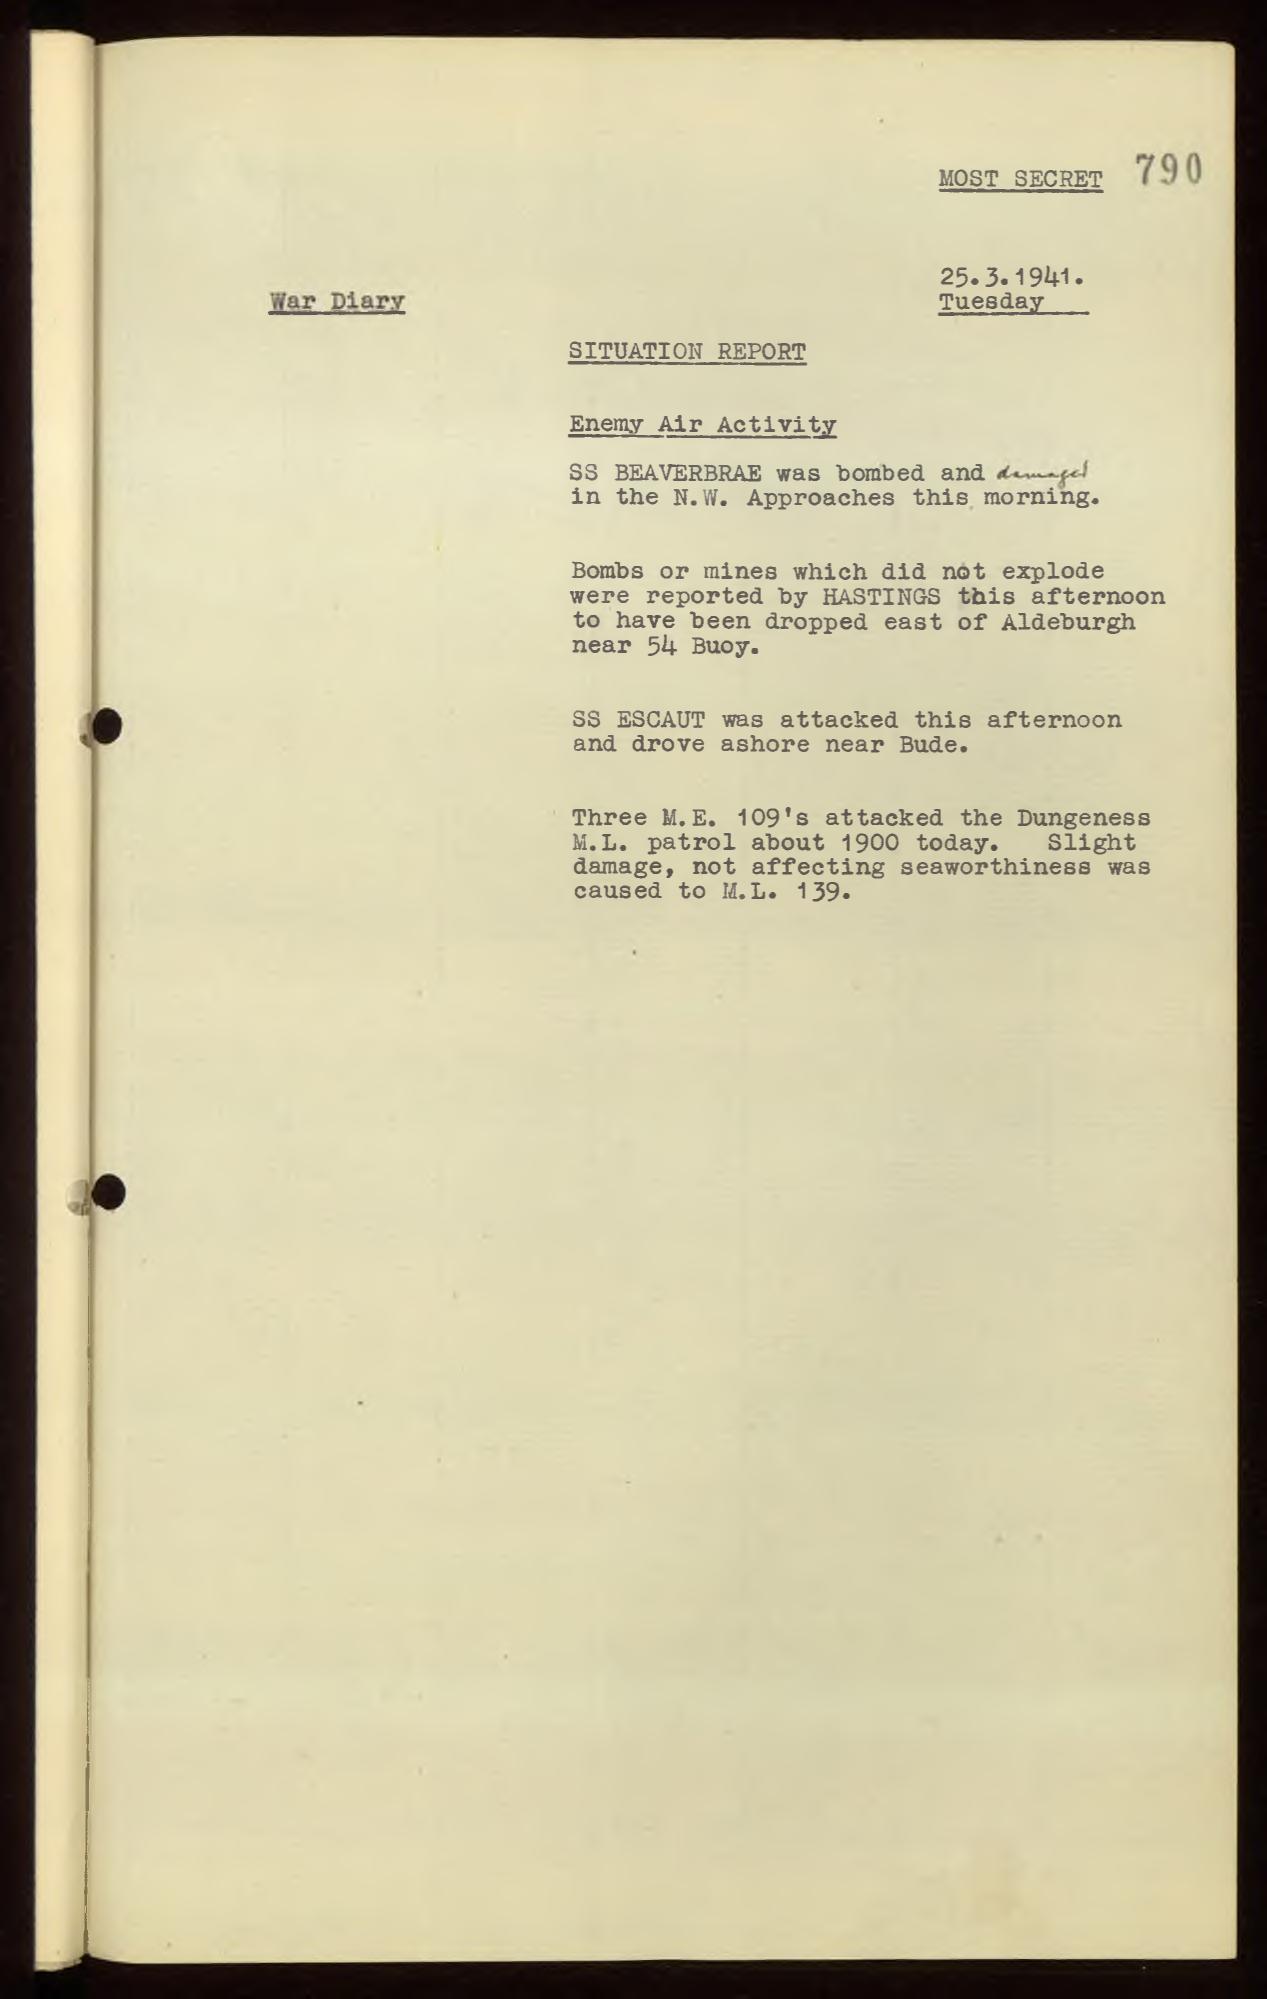 MOST SECRET 790
25.3.1941.
War Diary
Tuesday
SITUATION REPORT
Enemy Air Activity
SS BEAVERBRAE was bombed and damaged
in the N.W. Approaches this morning.
Bombs or mines which did not explode
were reported by HASTINGS this afternoon
to have been dropped east of Aldeburgh
near 54 Buoy.
SS ESCAUT was attacked this afternoon
and drove ashore near Bude.
Three M.E. 109's attacked the Dungeness
M.L. patrol about 1900 today. Slight
damage, not affecting seaworthiness was
caused to M.L. 139.